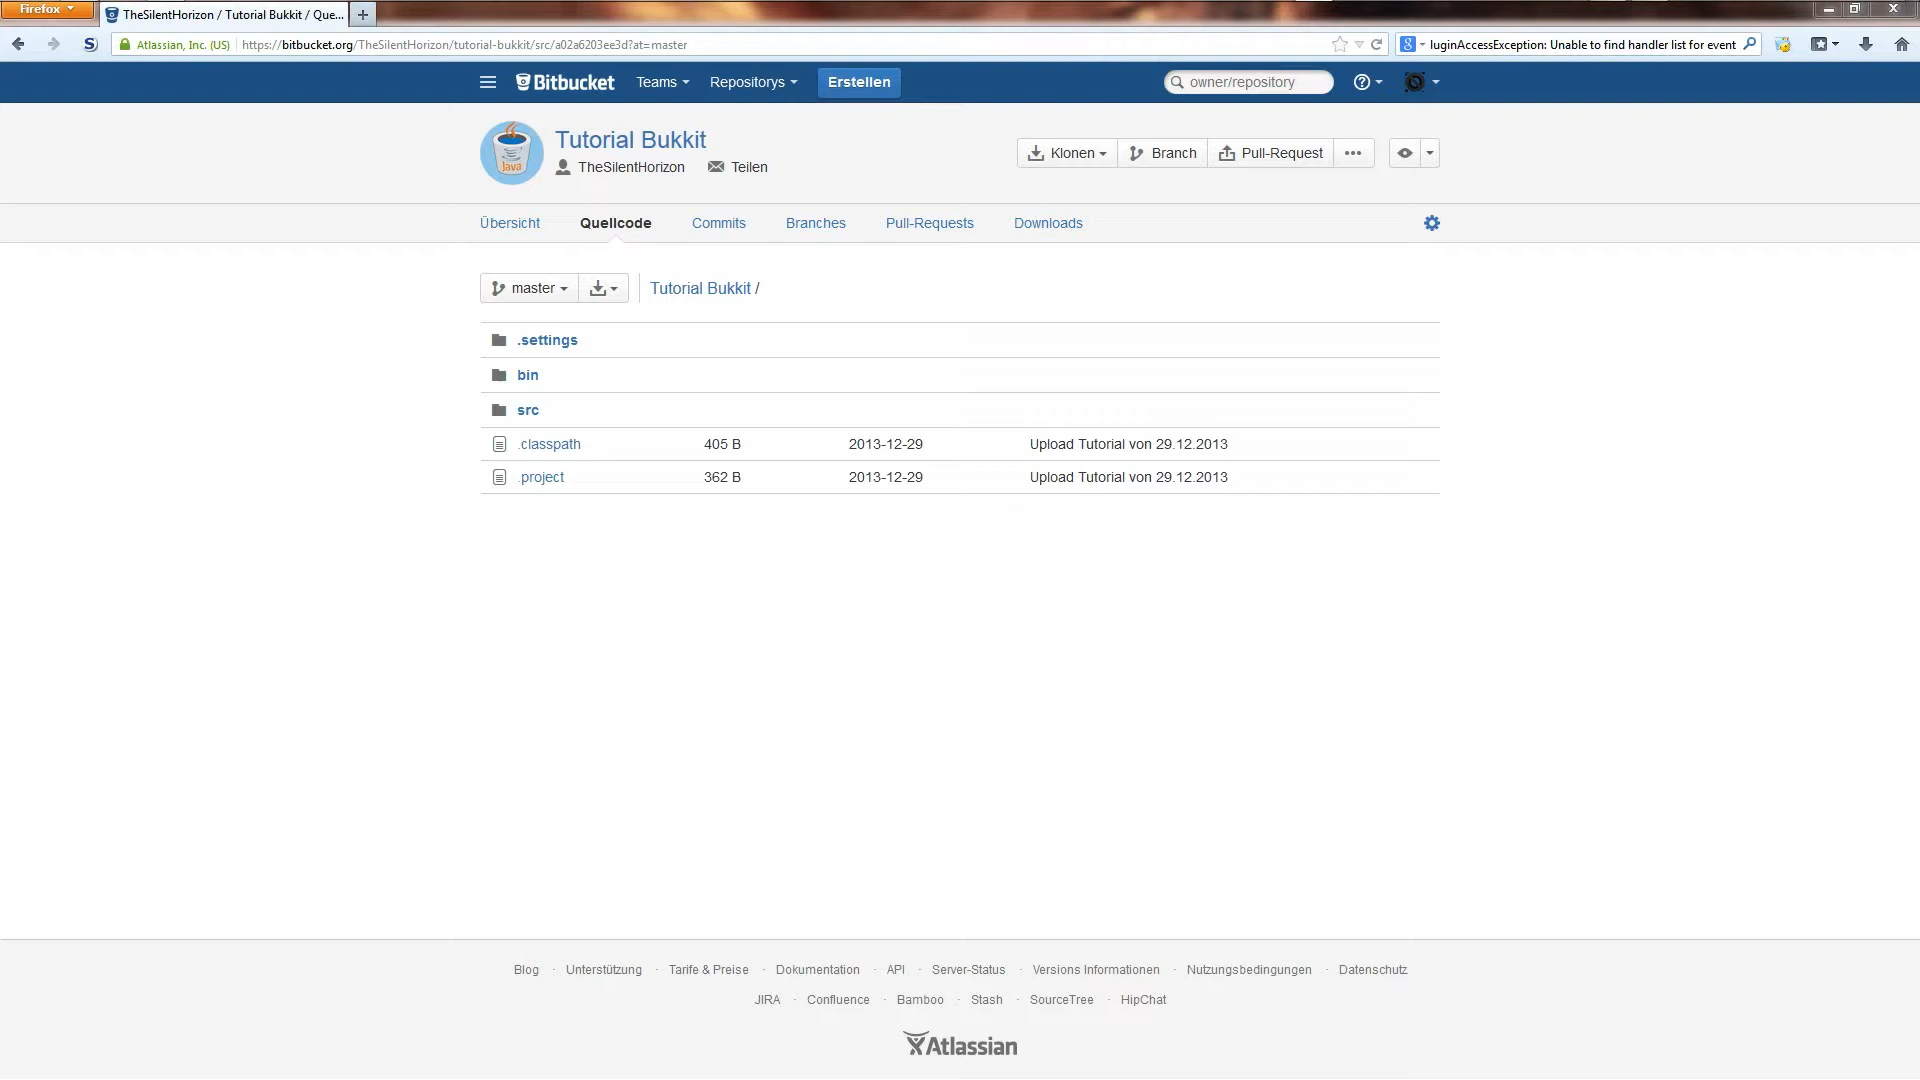 Firefox
TheSilentHorizon / Tutorial Bukkit / Que...
Atlassian, Inc. (US)
https://bitbucket.org/TheSilentHorizon/tutorial-bukkit/src/a02a6203ee3d?at=master
luginAccessException: Unable to find handler list for event
Bitbucket
Teams
Repositorys
Erstellen
owner/repository
Java
Tutorial Bukkit
TheSilentHorizon
Teilen
Klonen
Branch
Pull-Request
Übersicht
Quellcode
Commits
Branches
Pull-Requests
Downloads
master
Tutorial Bukkit /
.settings
bin
src
.classpath 405 B 2013-12-29 Upload Tutorial von 29.12.2013
.project 362 B 2013-12-29 Upload Tutorial von 29.12.2013
Blog · Unterstützung · Tarife & Preise · Dokumentation · API · Server-Status · Versions Informationen · Nutzungsbedingungen · Datenschutz
JIRA · Confluence · Bamboo · Stash · SourceTree · HipChat
Atlassian